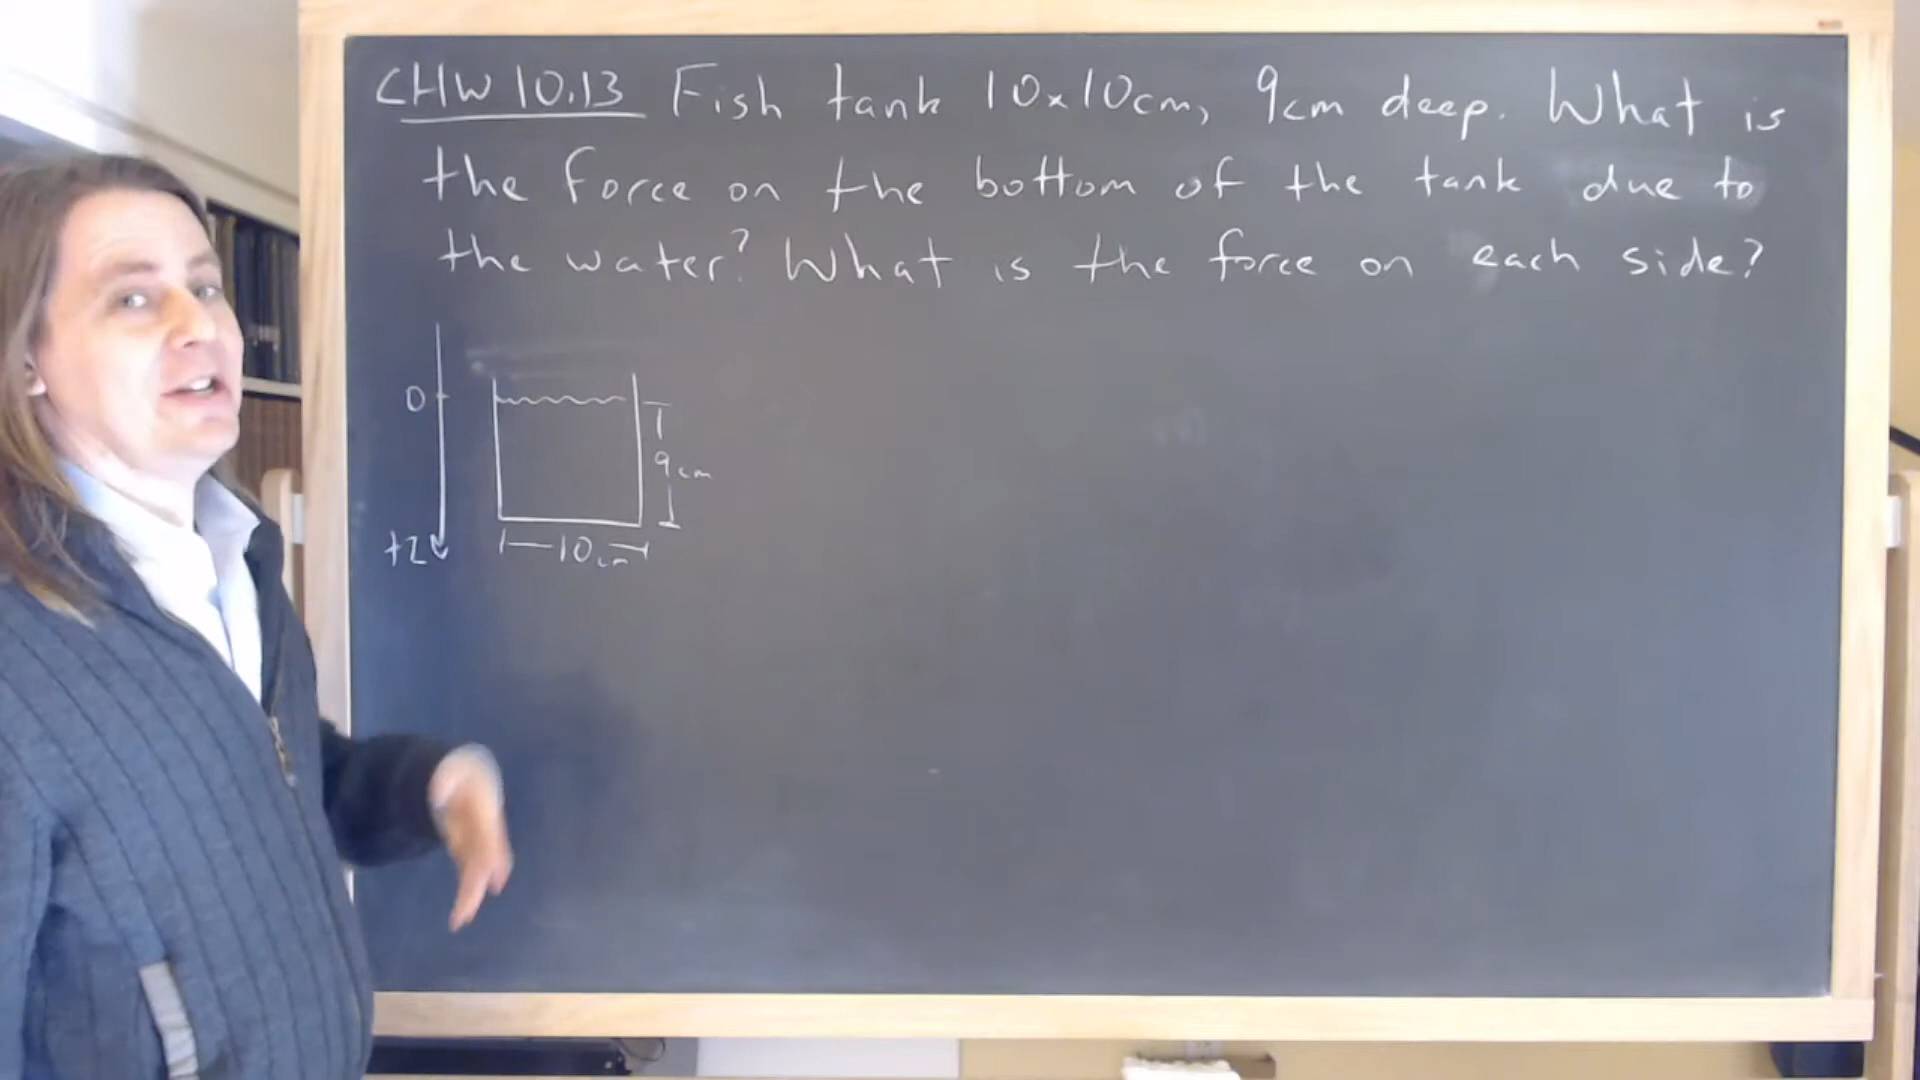 CHW 10.13 Fish tank 10x10cm, 9cm deep. What is
the force on the bottom of the tank due to
the water? What is the force on each side?
0
9cm
+z
10cm